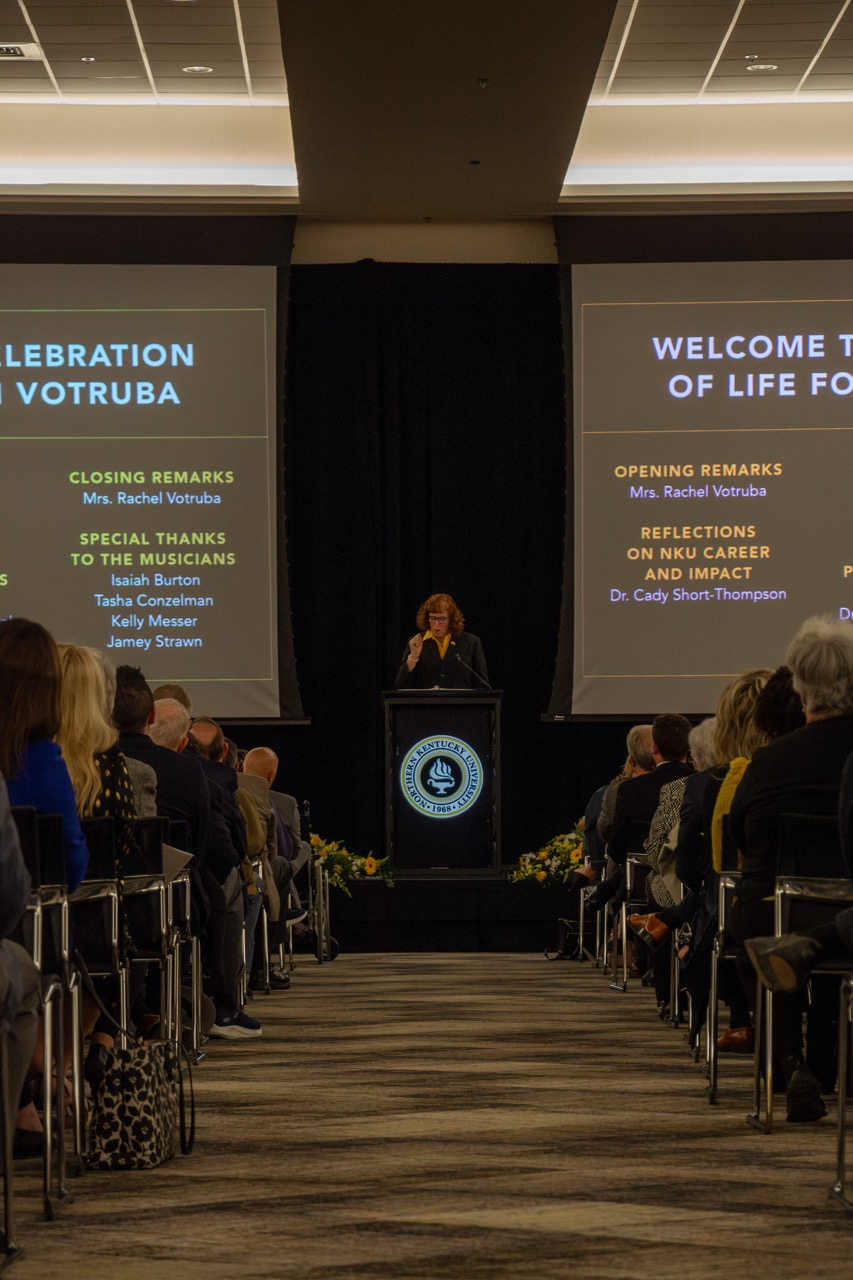 ELEBRATION
VOTRUBA
CLOSING REMARKS
Mrs. Rachel Votruba
SPECIAL THANKS
TO THE MUSICIANS
Isaiah Burton
Tasha Conzelman
Kelly Messer
Jamey Strawn
S
WELCOME T
OF LIFE FO
OPENING REMARKS
Mrs. Rachel Votruba
REFLECTIONS
ON NKU CAREER
AND IMPACT
Dr. Cady Short-Thompson
P
D
NORTHERN KENTUCKY UNIVERSITY
• 1968 •